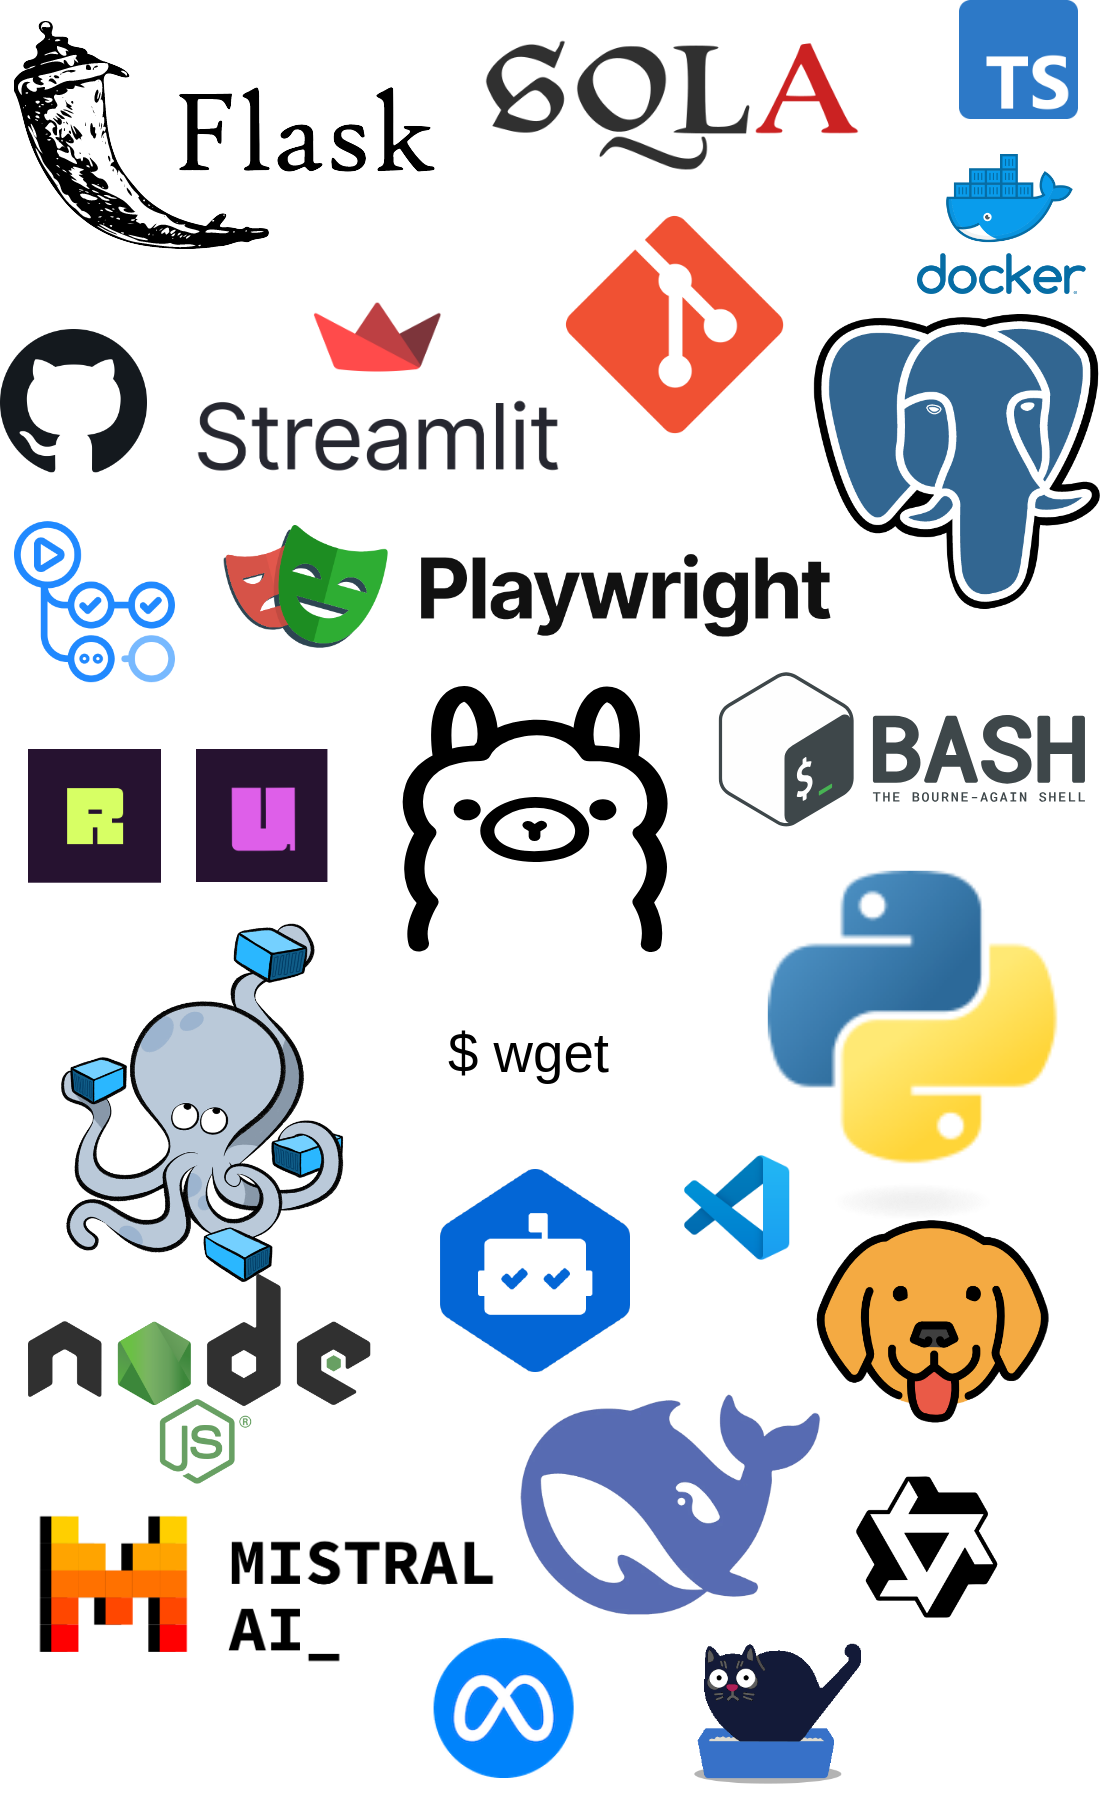 Flask
SQLA
TS
docker
Streamlit
Playwright
$_
BASH
THE BOURNE-AGAIN SHELL
R
U
$ wget
node
JS®
MISTRAL
AI_